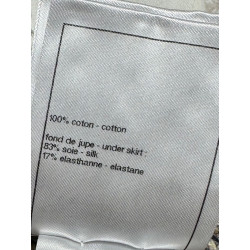 100% coton - cotton
fond de jupe - under skirt :
83% soie - silk
17% elasthanne - elastane